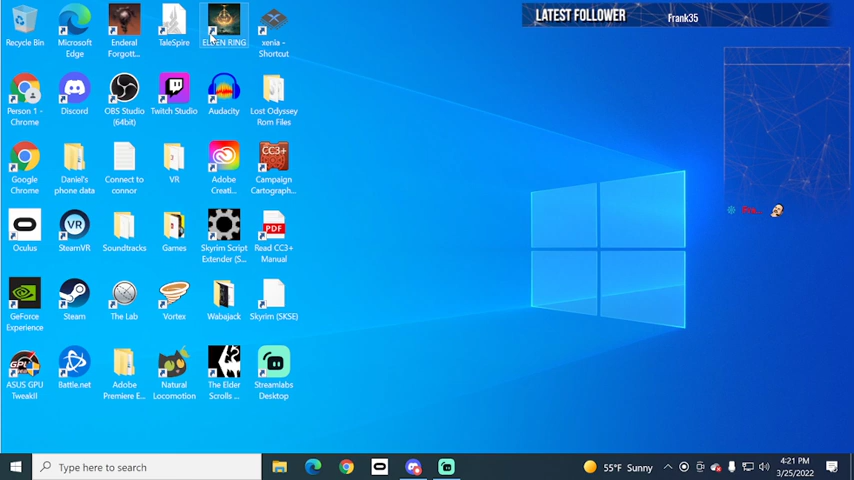 LATEST FOLLOWER
Frank35
Recycle Bin
Microsoft
Edge
Enderal
Forgott...
TaleSpire
ELDEN RING
xenia -
Shortcut
Person 1 -
Chrome
Discord
OBS Studio
(64bit)
Twitch Studio
Audacity
Lost Odyssey
Rom Files
Google
Chrome
Daniel's
phone data
Connect to
connor
VR
Adobe
Creati...
CC3+
Campaign
Cartograph...
Oculus
VR
SteamVR
Soundtracks
Games
Skyrim Script
Extender (S...
PDF
Read CC3+
Manual
GeForce
Experience
Steam
The Lab
Vortex
Wabajack
Skyrim (SKSE)
GPU
ASUS GPU
TweakII
Battle.net
Adobe
Premiere E...
Natural
Locomotion
The Elder
Scrolls ...
Streamlabs
Desktop
Type here to search
55°F Sunny
4:21 PM
3/25/2022